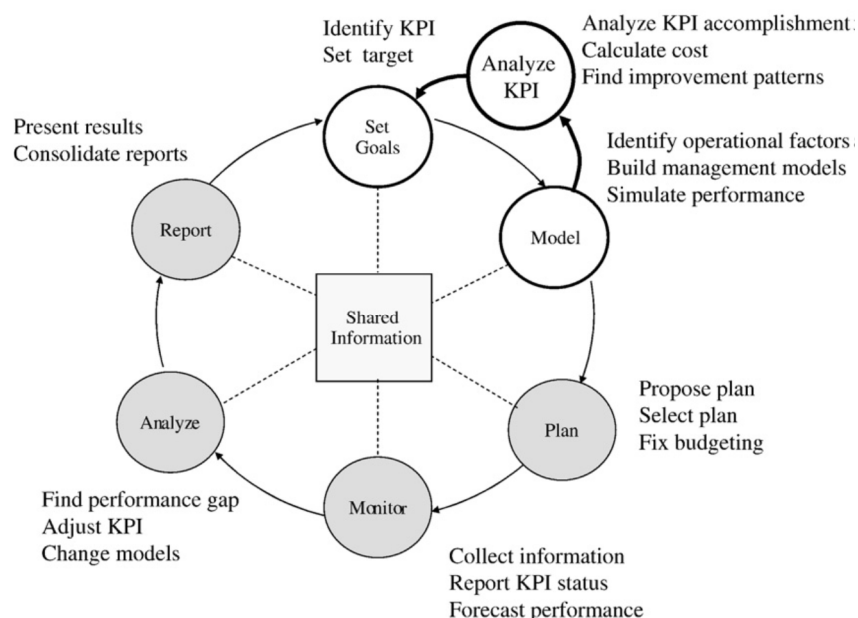 Identify KPI
Set target
Analyze
KPI
Analyze KPI accomplishment
Calculate cost
Find improvement patterns
Set
Goals
Present results
Consolidate reports
Identify operational factors
Build management models
Simulate performance
Report
Model
Shared
Information
Propose plan
Select plan
Fix budgeting
Analyze
Plan
Find performance gap
Adjust KPI
Change models
Monitor
Collect information
Report KPI status
Forecast performance